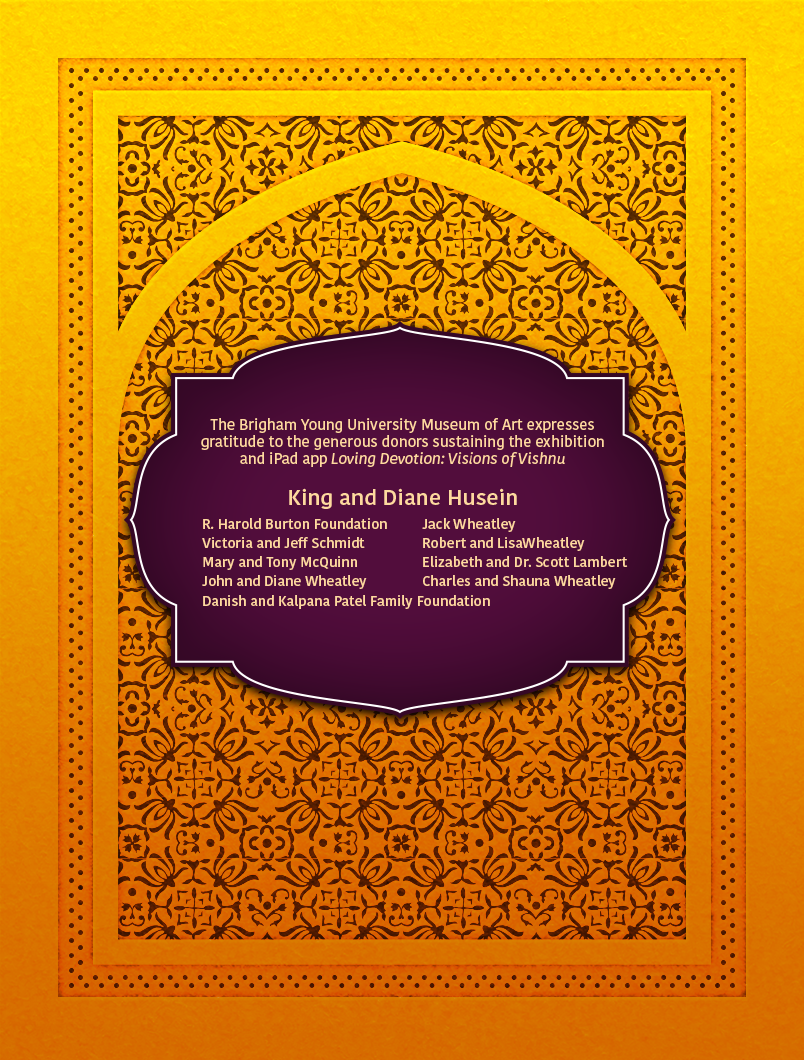 The Brigham Young University Museum of Art expresses
gratitude to the generous donors sustaining the exhibition
and iPad app Loving Devotion: Visions of Vishnu
King and Diane Husein
R. Harold Burton Foundation
Victoria and Jeff Schmidt
Mary and Tony McQuinn
John and Diane Wheatley
Danish and Kalpana Patel Family Foundation
Jack Wheatley
Robert and LisaWheatley
Elizabeth and Dr. Scott Lambert
Charles and Shauna Wheatley